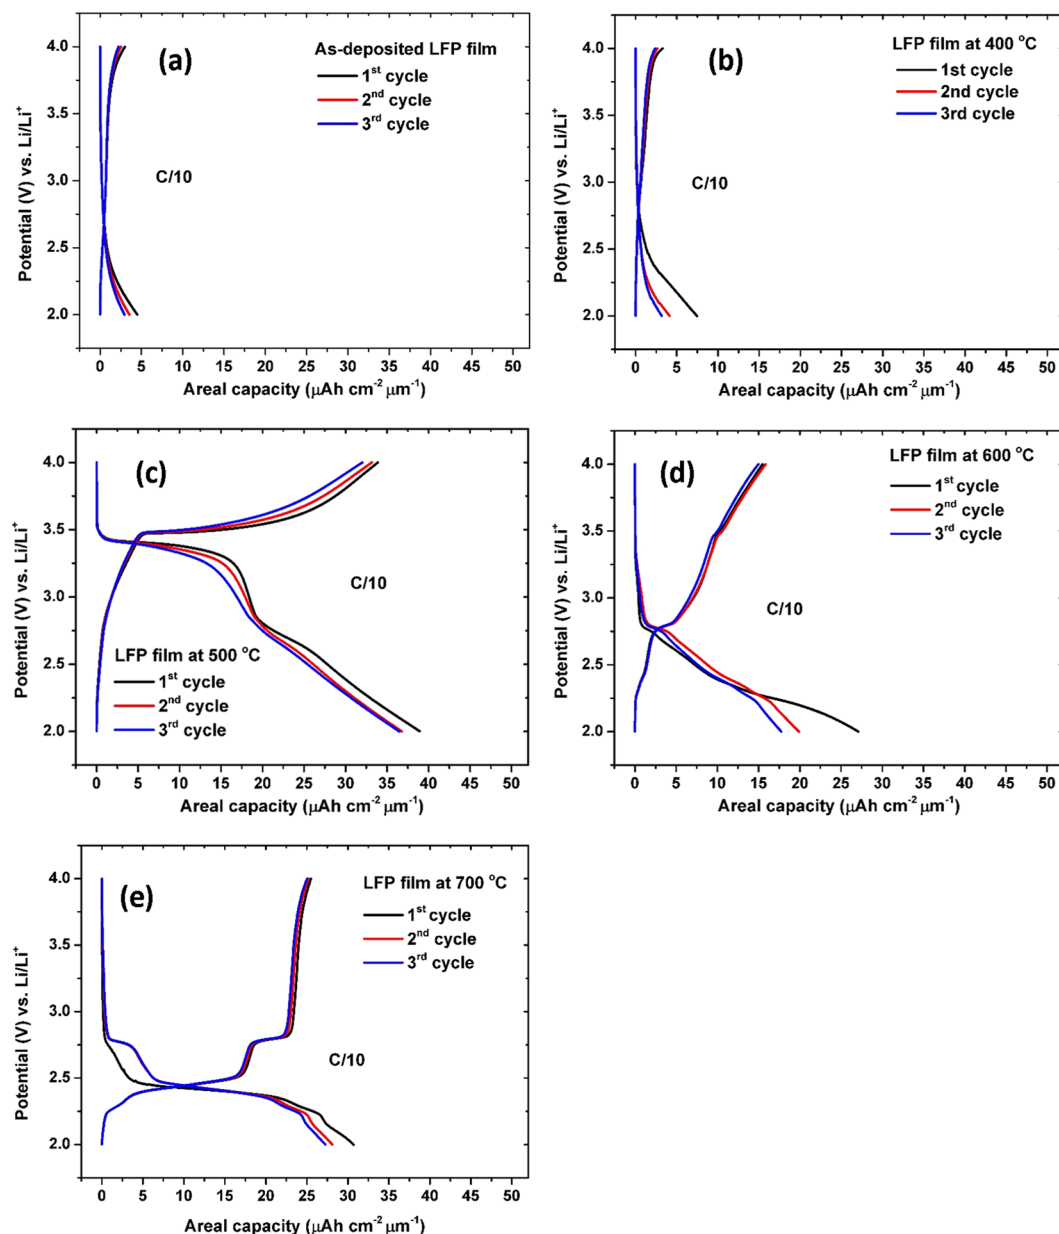 (a)
As-deposited LFP film
1st cycle
2nd cycle
3rd cycle
C/10
4.0
3.5
3.0
2.5
2.0
Potential (V) vs. Li/Li+
0 5 10 15 20 25 30 35 40 45 50
Areal capacity (μAh cm-2 μm-1)
(b)
LFP film at 400 oC
1st cycle
2nd cycle
3rd cycle
C/10
4.0
3.5
3.0
2.5
2.0
Potential (V) vs. Li/Li+
0 5 10 15 20 25 30 35 40 45 50
Areal capacity (μAh cm-2 μm-1)
(c)
C/10
LFP film at 500 oC
1st cycle
2nd cycle
3rd cycle
4.0
3.5
3.0
2.5
2.0
Potential (V) vs. Li/Li+
0 5 10 15 20 25 30 35 40 45 50
Areal capacity (μAh cm-2 μm-1)
(d)
LFP film at 600 oC
1st cycle
2nd cycle
3rd cycle
C/10
4.0
3.5
3.0
2.5
2.0
Potential (V) vs. Li/Li+
0 5 10 15 20 25 30 35 40 45 50
Areal capacity (μAh cm-2 μm-1)
(e)
LFP film at 700 oC
1st cycle
2nd cycle
3rd cycle
C/10
4.0
3.5
3.0
2.5
2.0
Potential (V) vs. Li/Li+
0 5 10 15 20 25 30 35 40 45 50
Areal capacity (μAh cm-2 μm-1)